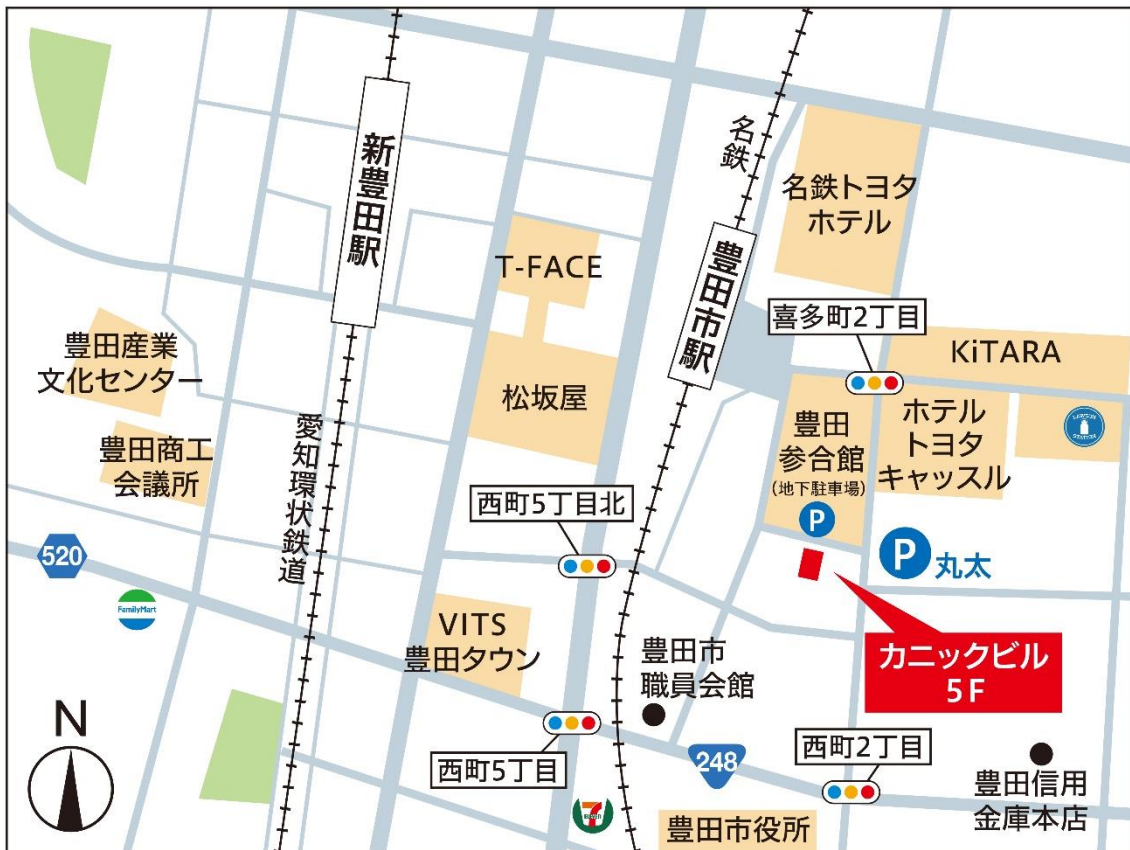 名鉄
新豊田駅
名鉄トヨタ
ホテル
T-FACE
豊田市駅
喜多町2丁目
KiTARA
豊田産業
文化センター
松坂屋
豊田
参合館
(地下駐車場)
P
ホテル
トヨタ
キャッスル
豊田商工
会議所
愛知環状鉄道
西町5丁目北
520
FamilyMart
P 丸太
VITS
豊田タウン
豊田市
職員会館
カニックビル
5F
N
西町5丁目
248
西町2丁目
7
豊田信用
金庫本店
豊田市役所